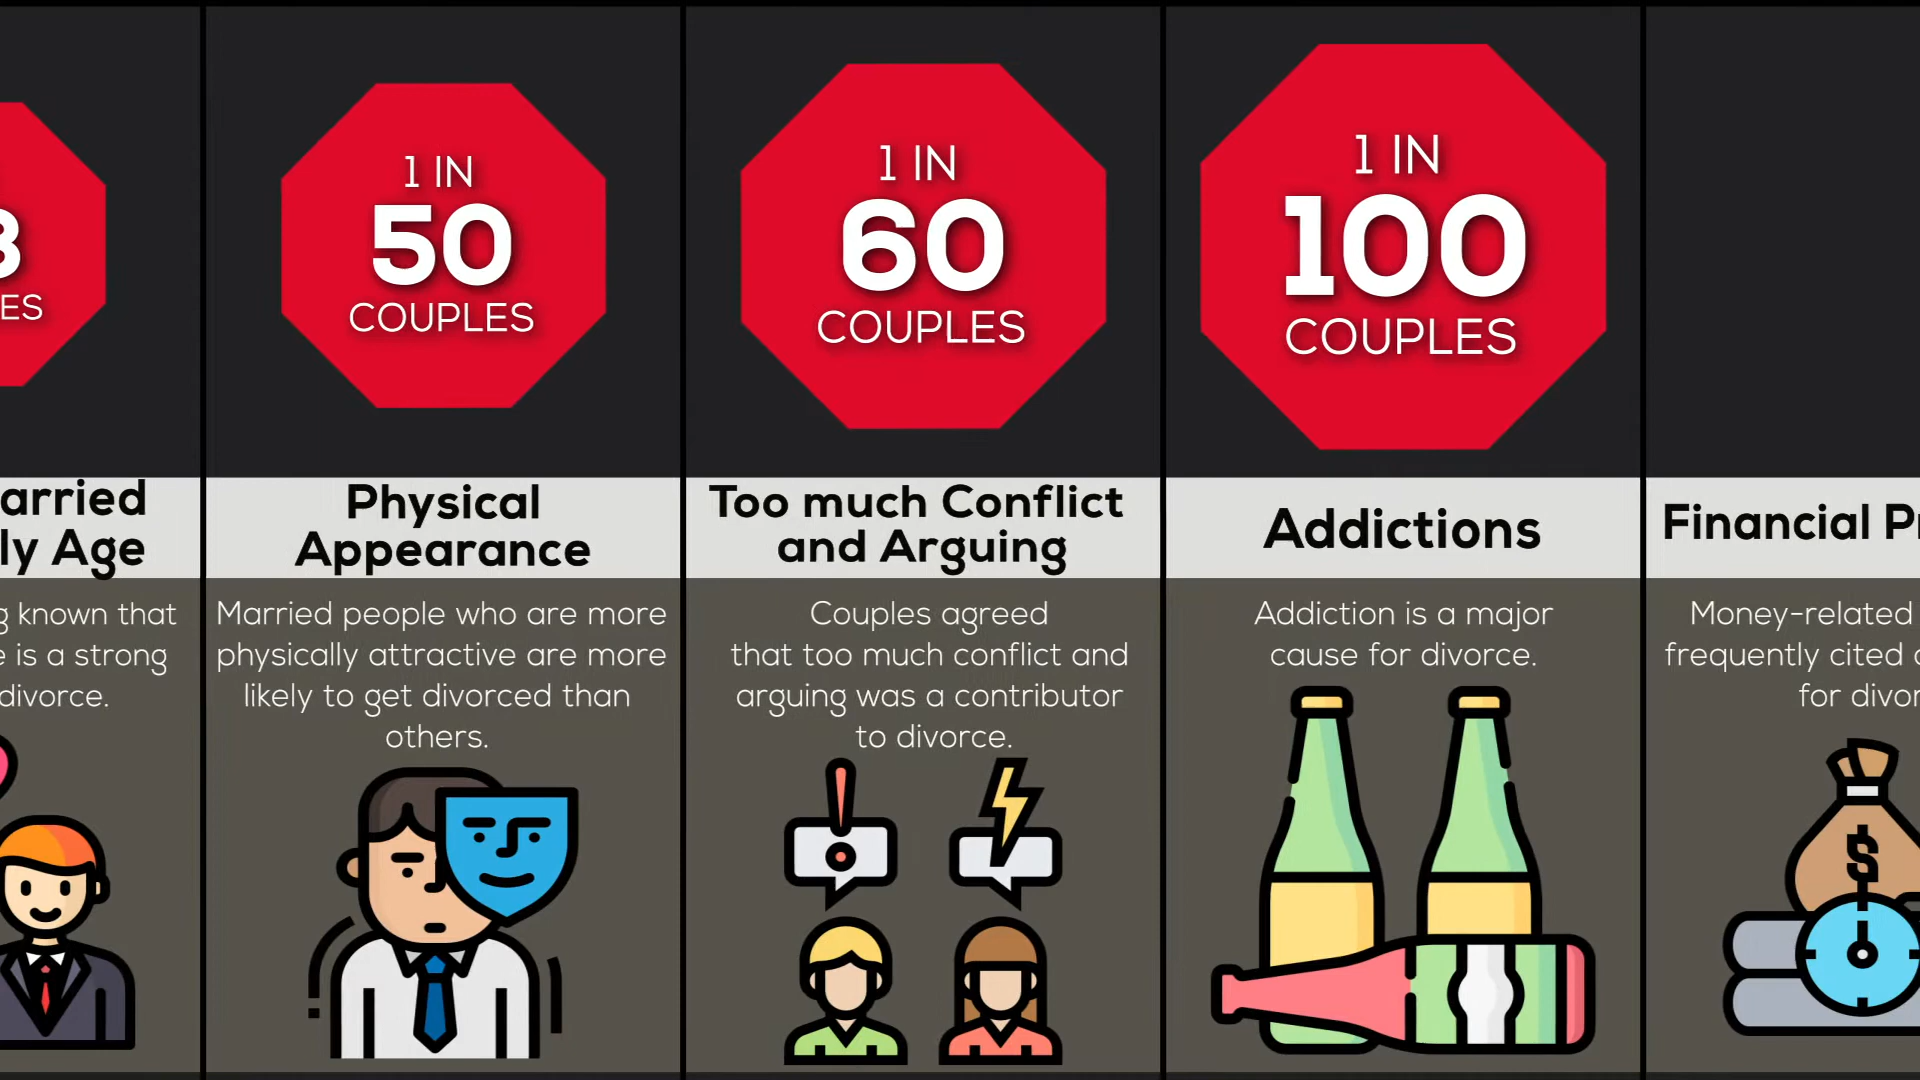 3
ES
arried
ly Age
g known that
e is a strong
divorce.
1 IN
50
COUPLES
Physical
Appearance
Married people who are more
physically attractive are more
likely to get divorced than
others.
1 IN
60
COUPLES
Too much Conflict
and Arguing
Couples agreed
that too much conflict and
arguing was a contributor
to divorce.
1 IN
100
COUPLES
Addictions
Addiction is a major
cause for divorce.
Financial P
Money-related
frequently cited
for divor
$